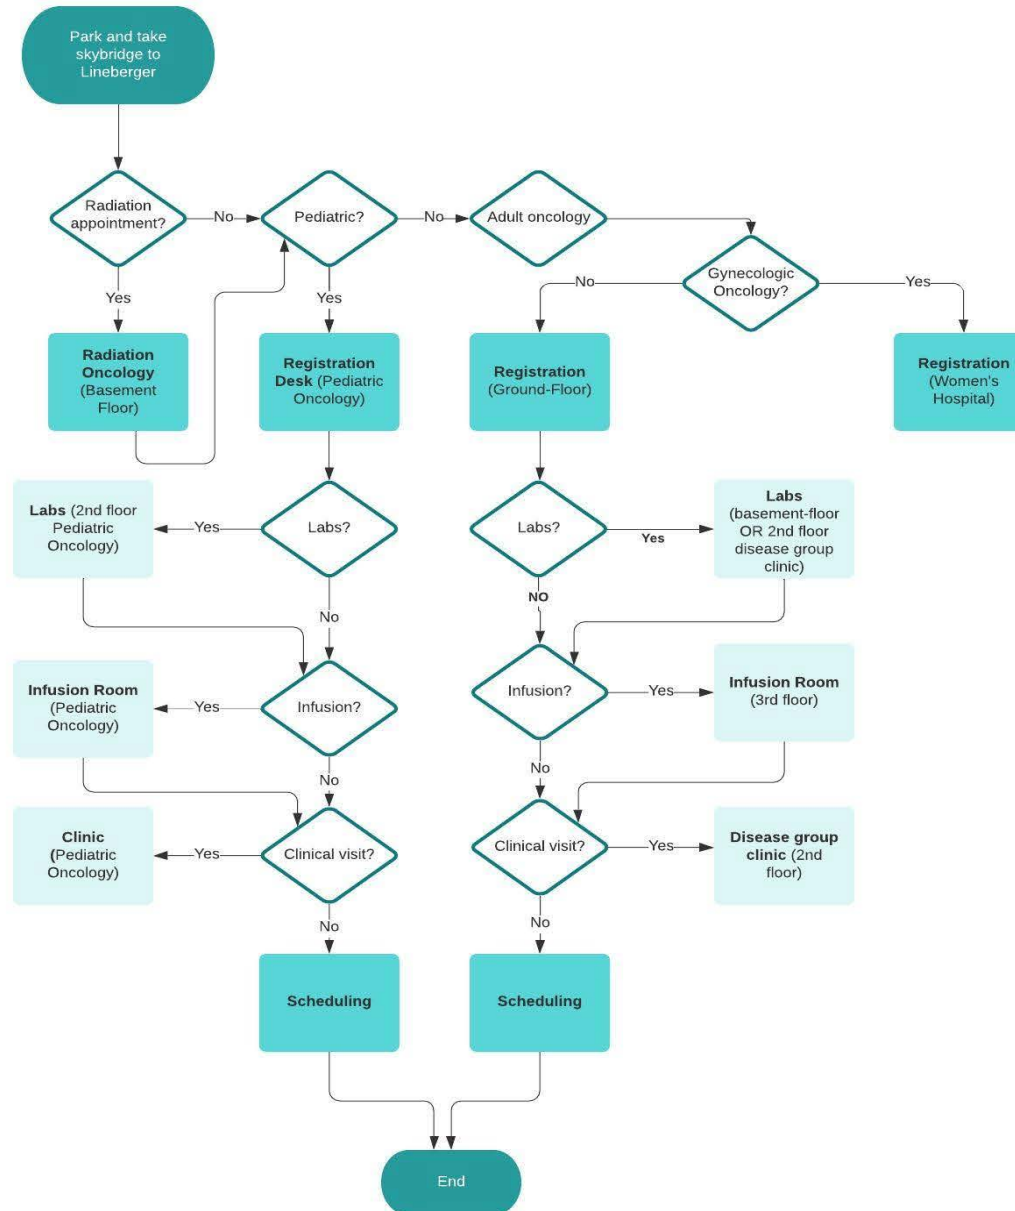 Park and take
skybridge to
Lineberger
Radiation
appointment?
No
Pediatric?
No
Adult oncology
Gynecologic
Oncology?
Yes
Yes
No
Yes
Radiation
Oncology
(Basement
Floor)
Registration
Desk (Pediatric
Oncology)
Registration
(Ground-Floor)
Registration
(Women's
Hospital)
Labs (2nd floor
Pediatric
Oncology)
Yes
Labs?
Labs?
Yes
Labs
(basement-floor
OR 2nd floor
disease group
clinic)
No
NO
Infusion Room
(Pediatric
Oncology)
Yes
Infusion?
Infusion?
Yes
Infusion Room
(3rd floor)
No
No
Clinic
(Pediatric
Oncology)
Yes
Clinical visit?
Clinical visit?
Yes
Disease group
clinic (2nd
floor)
No
No
Scheduling
Scheduling
End